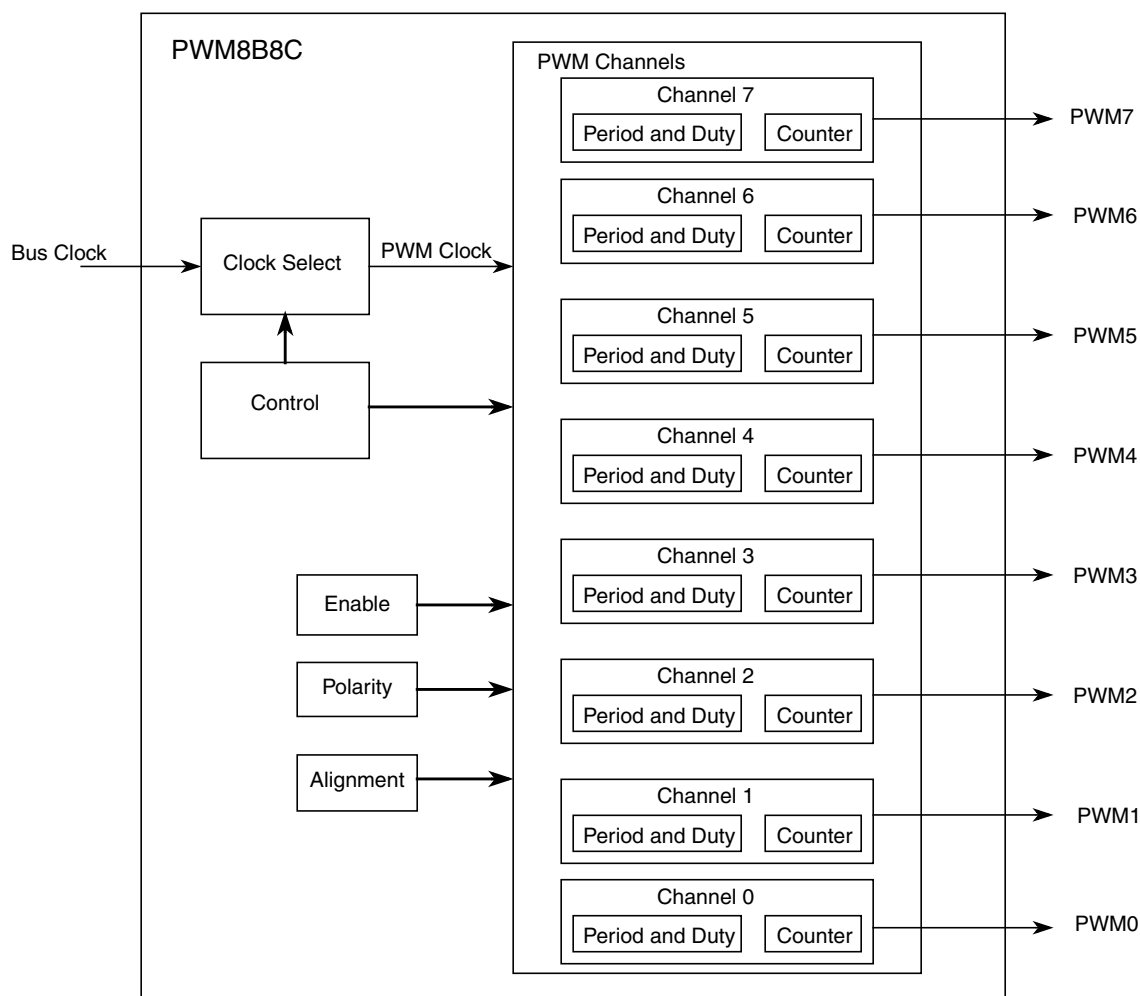 PWM8B8C
PWM Channels
Channel 7
Period and Duty
Counter
PWM7
Channel 6
Period and Duty
Counter
PWM6
Bus Clock
Clock Select
PWM Clock
Channel 5
Period and Duty
Counter
PWM5
Control
Channel 4
Period and Duty
Counter
PWM4
Channel 3
Period and Duty
Counter
PWM3
Enable
Polarity
Channel 2
Period and Duty
Counter
PWM2
Alignment
Channel 1
Period and Duty
Counter
PWM1
Channel 0
Period and Duty
Counter
PWM0